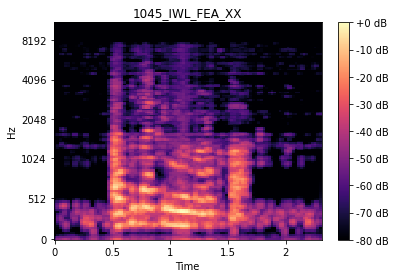 1045_IWL_FEA_XX
8192
4096
2048
1024
512
0
Hz
0
0.5
1
1.5
2
Time
+0 dB
-10 dB
-20 dB
-30 dB
-40 dB
-50 dB
-60 dB
-70 dB
-80 dB